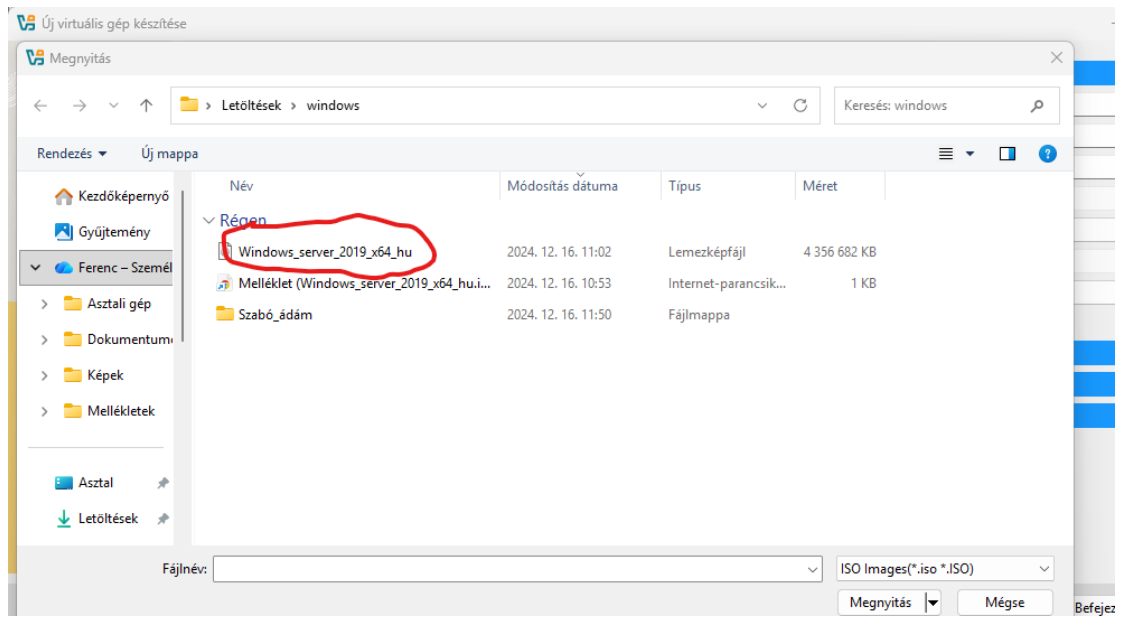 Új virtuális gép készítése
Megnyitás
Letöltések > windows
Keresés: windows
Rendezés
Új mappa
Név
Módosítás dátuma
Típus
Méret
Kezdőképernyő
Gyűjtemény
Ferenc – Személ
Asztali gép
Dokumentum
Képek
Mellékletek
Asztal
Letöltések
Régen
Windows_server_2019_x64_hu 2024. 12. 16. 11:02 Lemezképfájl 4 356 682 KB
Melléklet (Windows_server_2019_x64_hu.i... 2024. 12. 16. 10:53 Internet-parancsik... 1 KB
Szabó_ádám 2024. 12. 16. 11:50 Fájlmappa
Fájlnév:
ISO Images(*.iso *.ISO)
Megnyitás
Mégse
Befejez